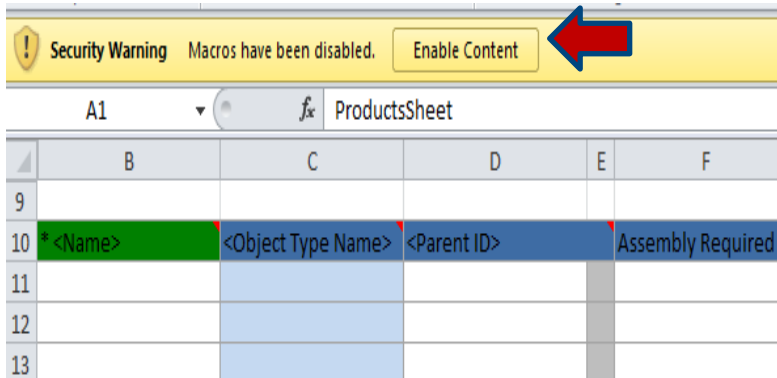 ! Security Warning Macros have been disabled. Enable Content
A1 fx ProductsSheet
B C D E F
9
10 * <Name> <Object Type Name> <Parent ID> Assembly Required
11
12
13